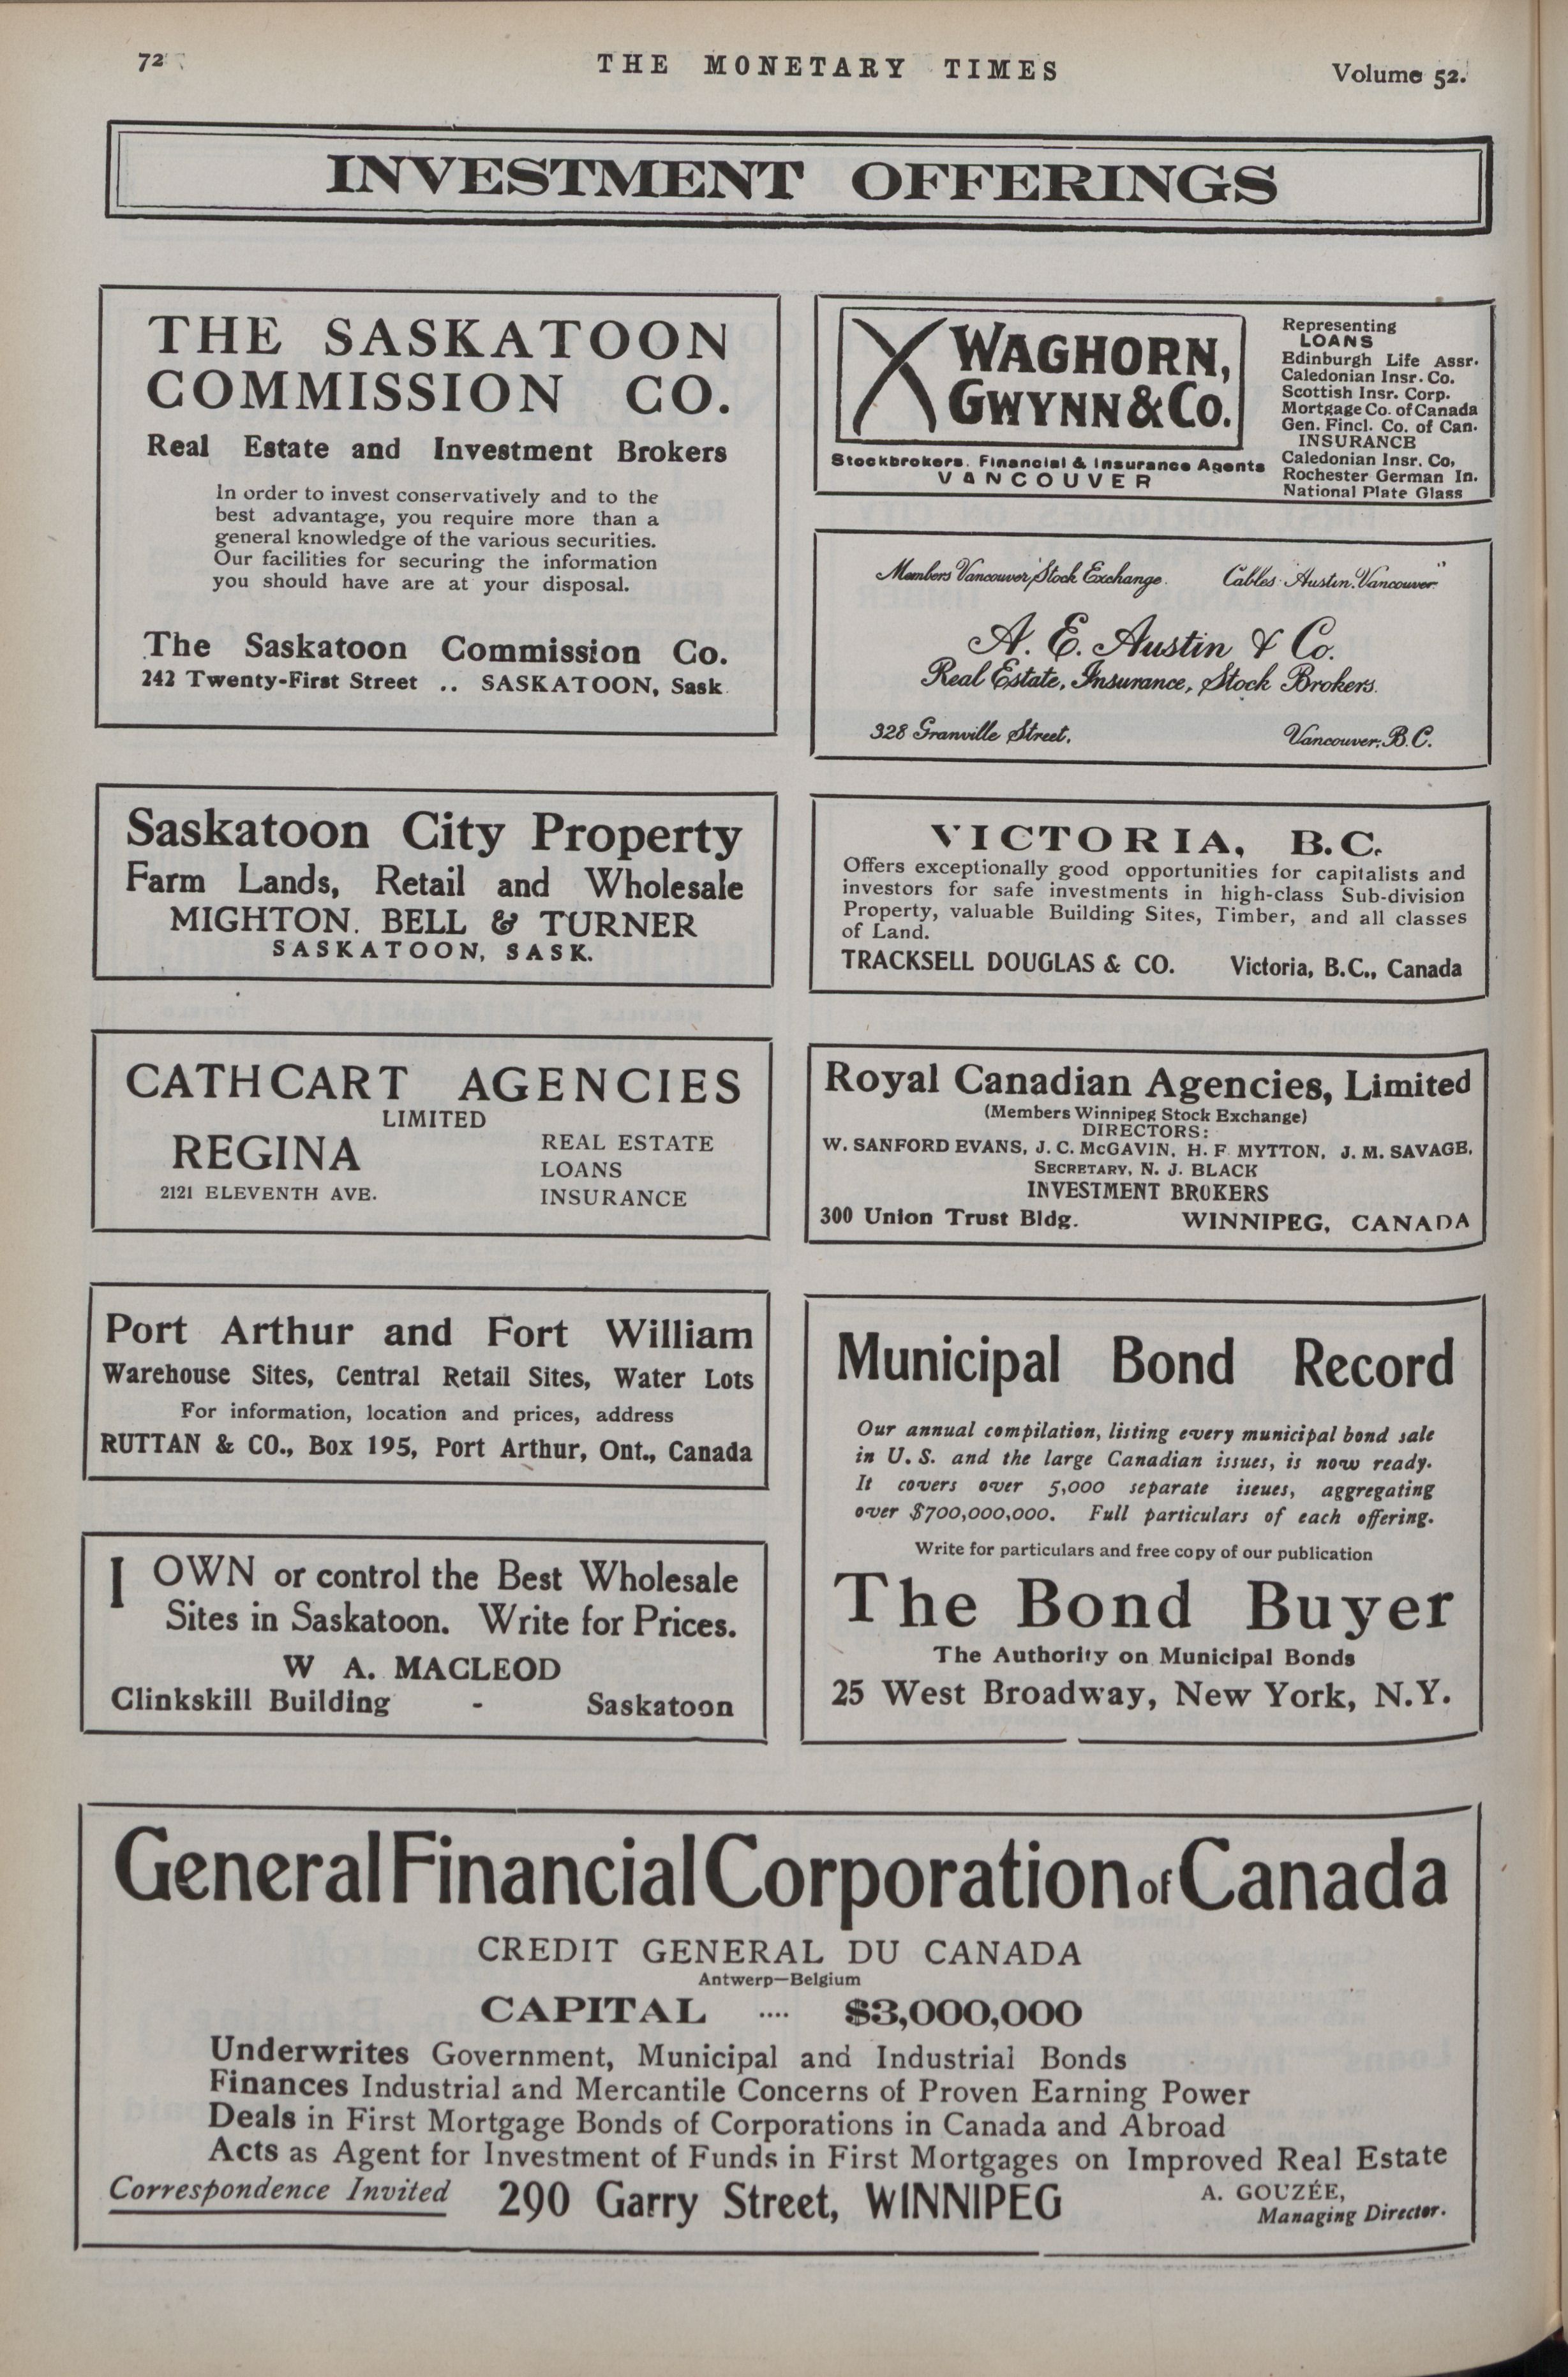 72
THE MONETARY TIMES
Volume 52.
INVESTMENT OFFERINGS
THE SASKATOON
COMMISSION CO.
Real Estate and Investment Brokers
In order to invest conservatively and to the
best advantage, you require more than a
general knowledge of the various securities.
Our facilities for securing the information
you should have are at your disposal.
The Saskatoon Commission Co.
242 Twenty-First Street .. SASKATOON, Sask.
Saskatoon City Property
Farm Lands, Retail and Wholesale
MIGHTON. BELL & TURNER
SASKATOON, SASK.
CATHCART AGENCIES
LIMITED
REGINA
2121 ELEVENTH AVE.
REAL ESTATE
LOANS
INSURANCE
Port Arthur and Fort William
Warehouse Sites, Central Retail Sites, Water Lots
For information, location and prices, address
RUTTAN & CO., Box 195, Port Arthur, Ont., Canada
I OWN or control the Best Wholesale
Sites in Saskatoon. Write for Prices.
W A. MACLEOD
Clinkskill Building - Saskatoon
WAGHORN,
GWYNN & CO.
Stockbrokers. Financial & Insurance Agents
VANCOUVER
Representing
LOANS
Edinburgh Life Assr.
Caledonian Insr. Co.
Scottish Insr. Corp.
Mortgage Co. of Canada
Gen. Fincl. Co. of Can.
INSURANCE
Caledonian Insr. Co,
Rochester German In.
National Plate Glass
Members Vancouver Stock Exchange. Cables "Austin. Vancouver"
A. E. Austin & Co.
Real Estate, Insurance, Stock Brokers.
328 Granville Street, Vancouver, B.C.
VICTORIA, B.C.
Offers exceptionally good opportunities for capitalists and
investors for safe investments in high-class Sub-division
Property, valuable Building Sites, Timber, and all classes
of Land.
TRACKSELL DOUGLAS & CO. Victoria, B.C., Canada
Royal Canadian Agencies, Limited
(Members Winnipeg Stock Exchange)
DIRECTORS:
W. SANFORD EVANS, J. C. McGAVIN, H. F. MYTTON, J. M. SAVAGE.
SECRETARY, N. J. BLACK
INVESTMENT BROKERS
300 Union Trust Bldg. WINNIPEG, CANADA
Municipal Bond Record
Our annual compilation, listing every municipal bond sale
in U. S. and the large Canadian issues, is now ready.
It covers over 5,000 separate iseues, aggregating
over $700,000,000. Full particulars of each offering.
Write for particulars and free copy of our publication
The Bond Buyer
The Authority on Municipal Bonds
25 West Broadway, New York, N.Y.
General Financial Corporation of Canada
CREDIT GENERAL DU CANADA
Antwerp—Belgium
CAPITAL .... $3,000,000
Underwrites Government, Municipal and Industrial Bonds
Finances Industrial and Mercantile Concerns of Proven Earning Power
Deals in First Mortgage Bonds of Corporations in Canada and Abroad
Acts as Agent for Investment of Funds in First Mortgages on Improved Real Estate
Correspondence Invited 290 Garry Street, WINNIPEG
A. GOUZÉE,
Managing Director.